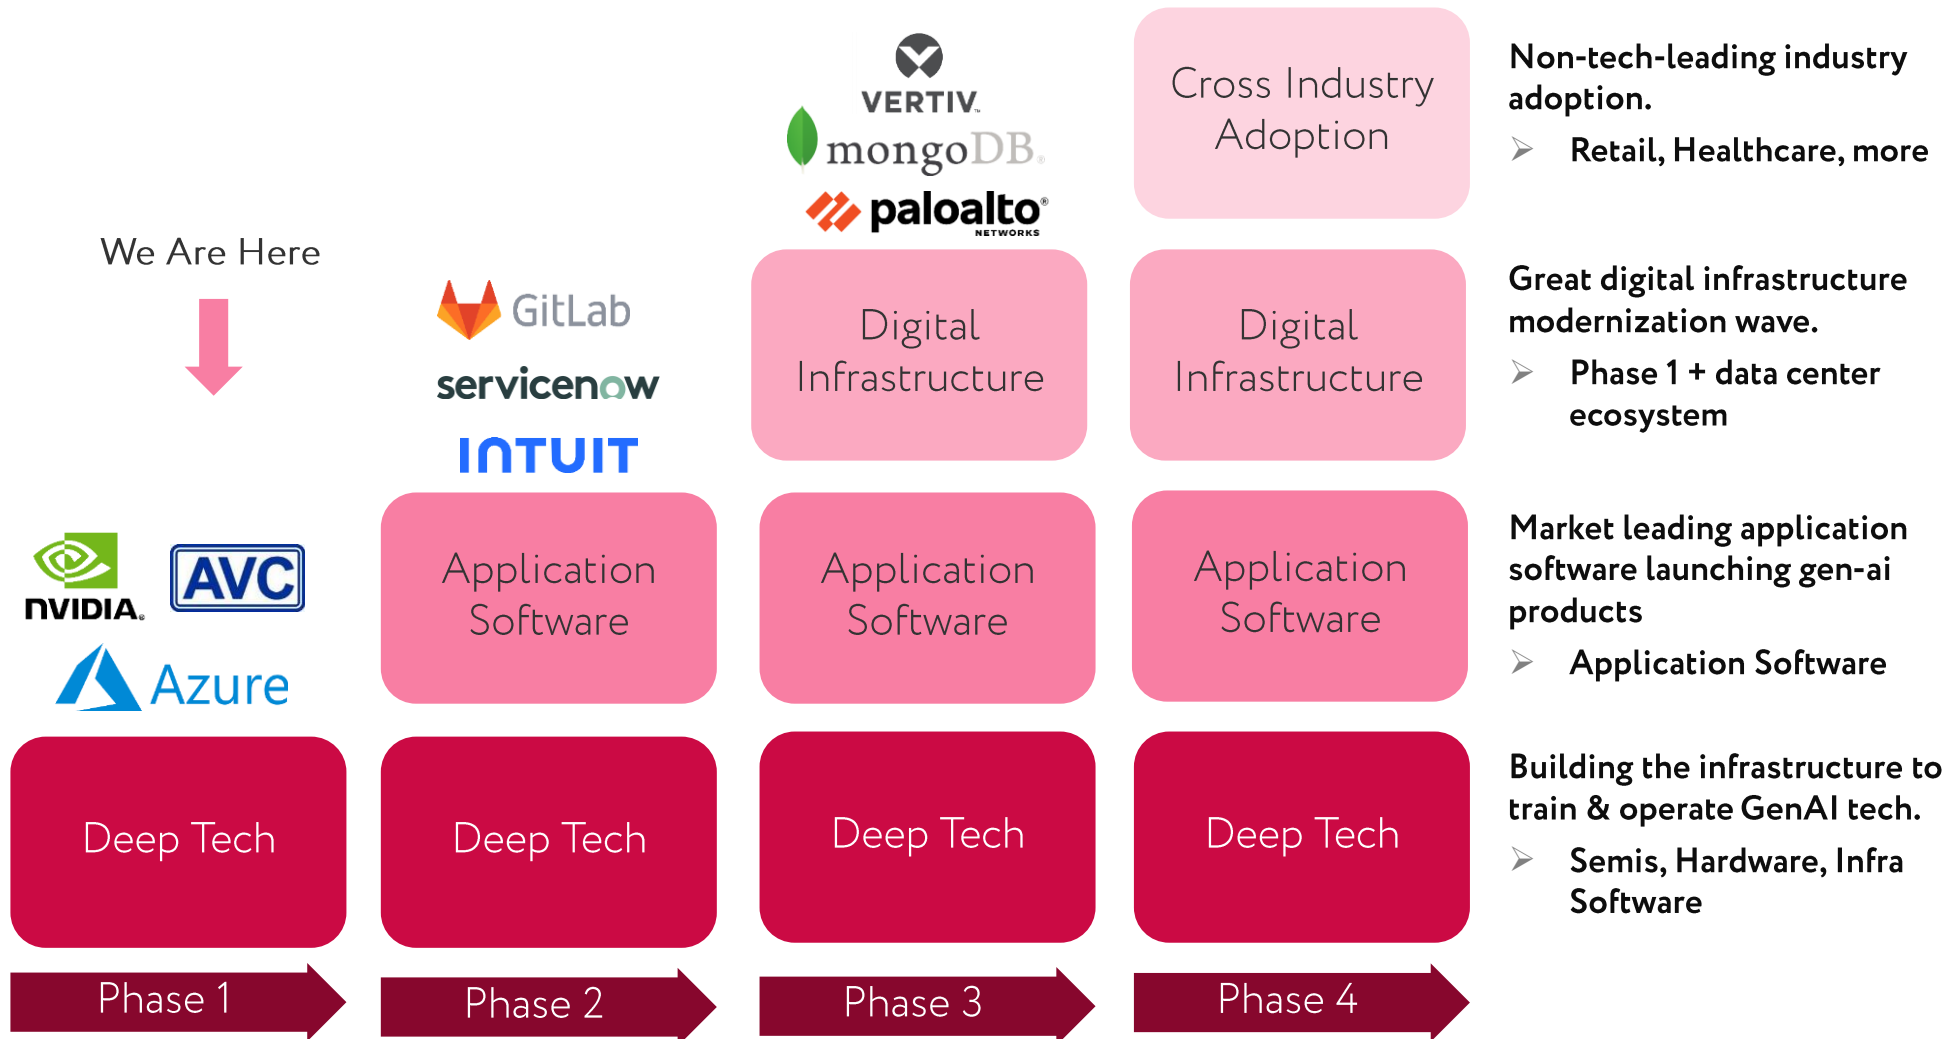 We Are Here
NVIDIA®
AVC
Azure
Deep Tech
Phase 1
GitLab
servicenow
INTUIT
Application
Software
Deep Tech
Phase 2
VERTIV™
mongoDB®
paloalto®
NETWORKS
Digital
Infrastructure
Application
Software
Deep Tech
Phase 3
Cross Industry
Adoption
Digital
Infrastructure
Application
Software
Deep Tech
Phase 4
Non-tech-leading industry
adoption.
Retail, Healthcare, more
Great digital infrastructure
modernization wave.
Phase 1 + data center
ecosystem
Market leading application
software launching gen-ai
products
Application Software
Building the infrastructure to
train & operate GenAI tech.
Semis, Hardware, Infra
Software